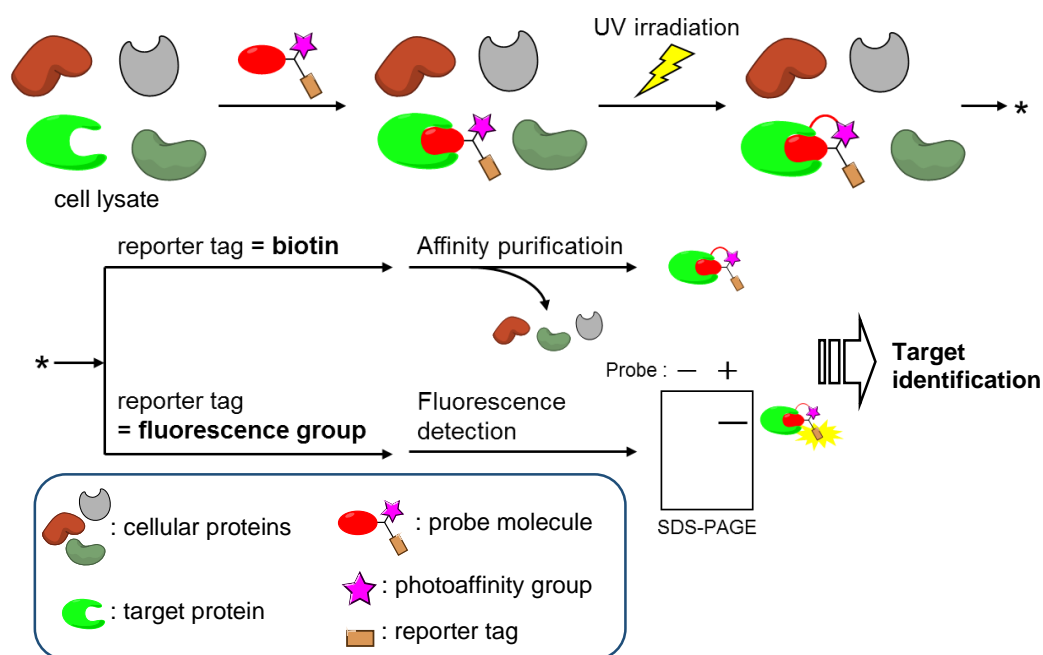 UV irradiation
*
cell lysate
reporter tag = biotin
Affinity purificatioin
*
Probe : − +
Target
identification
reporter tag
= fluorescence group
Fluorescence
detection
SDS-PAGE
: cellular proteins
: probe molecule
: photoaffinity group
: target protein
: reporter tag